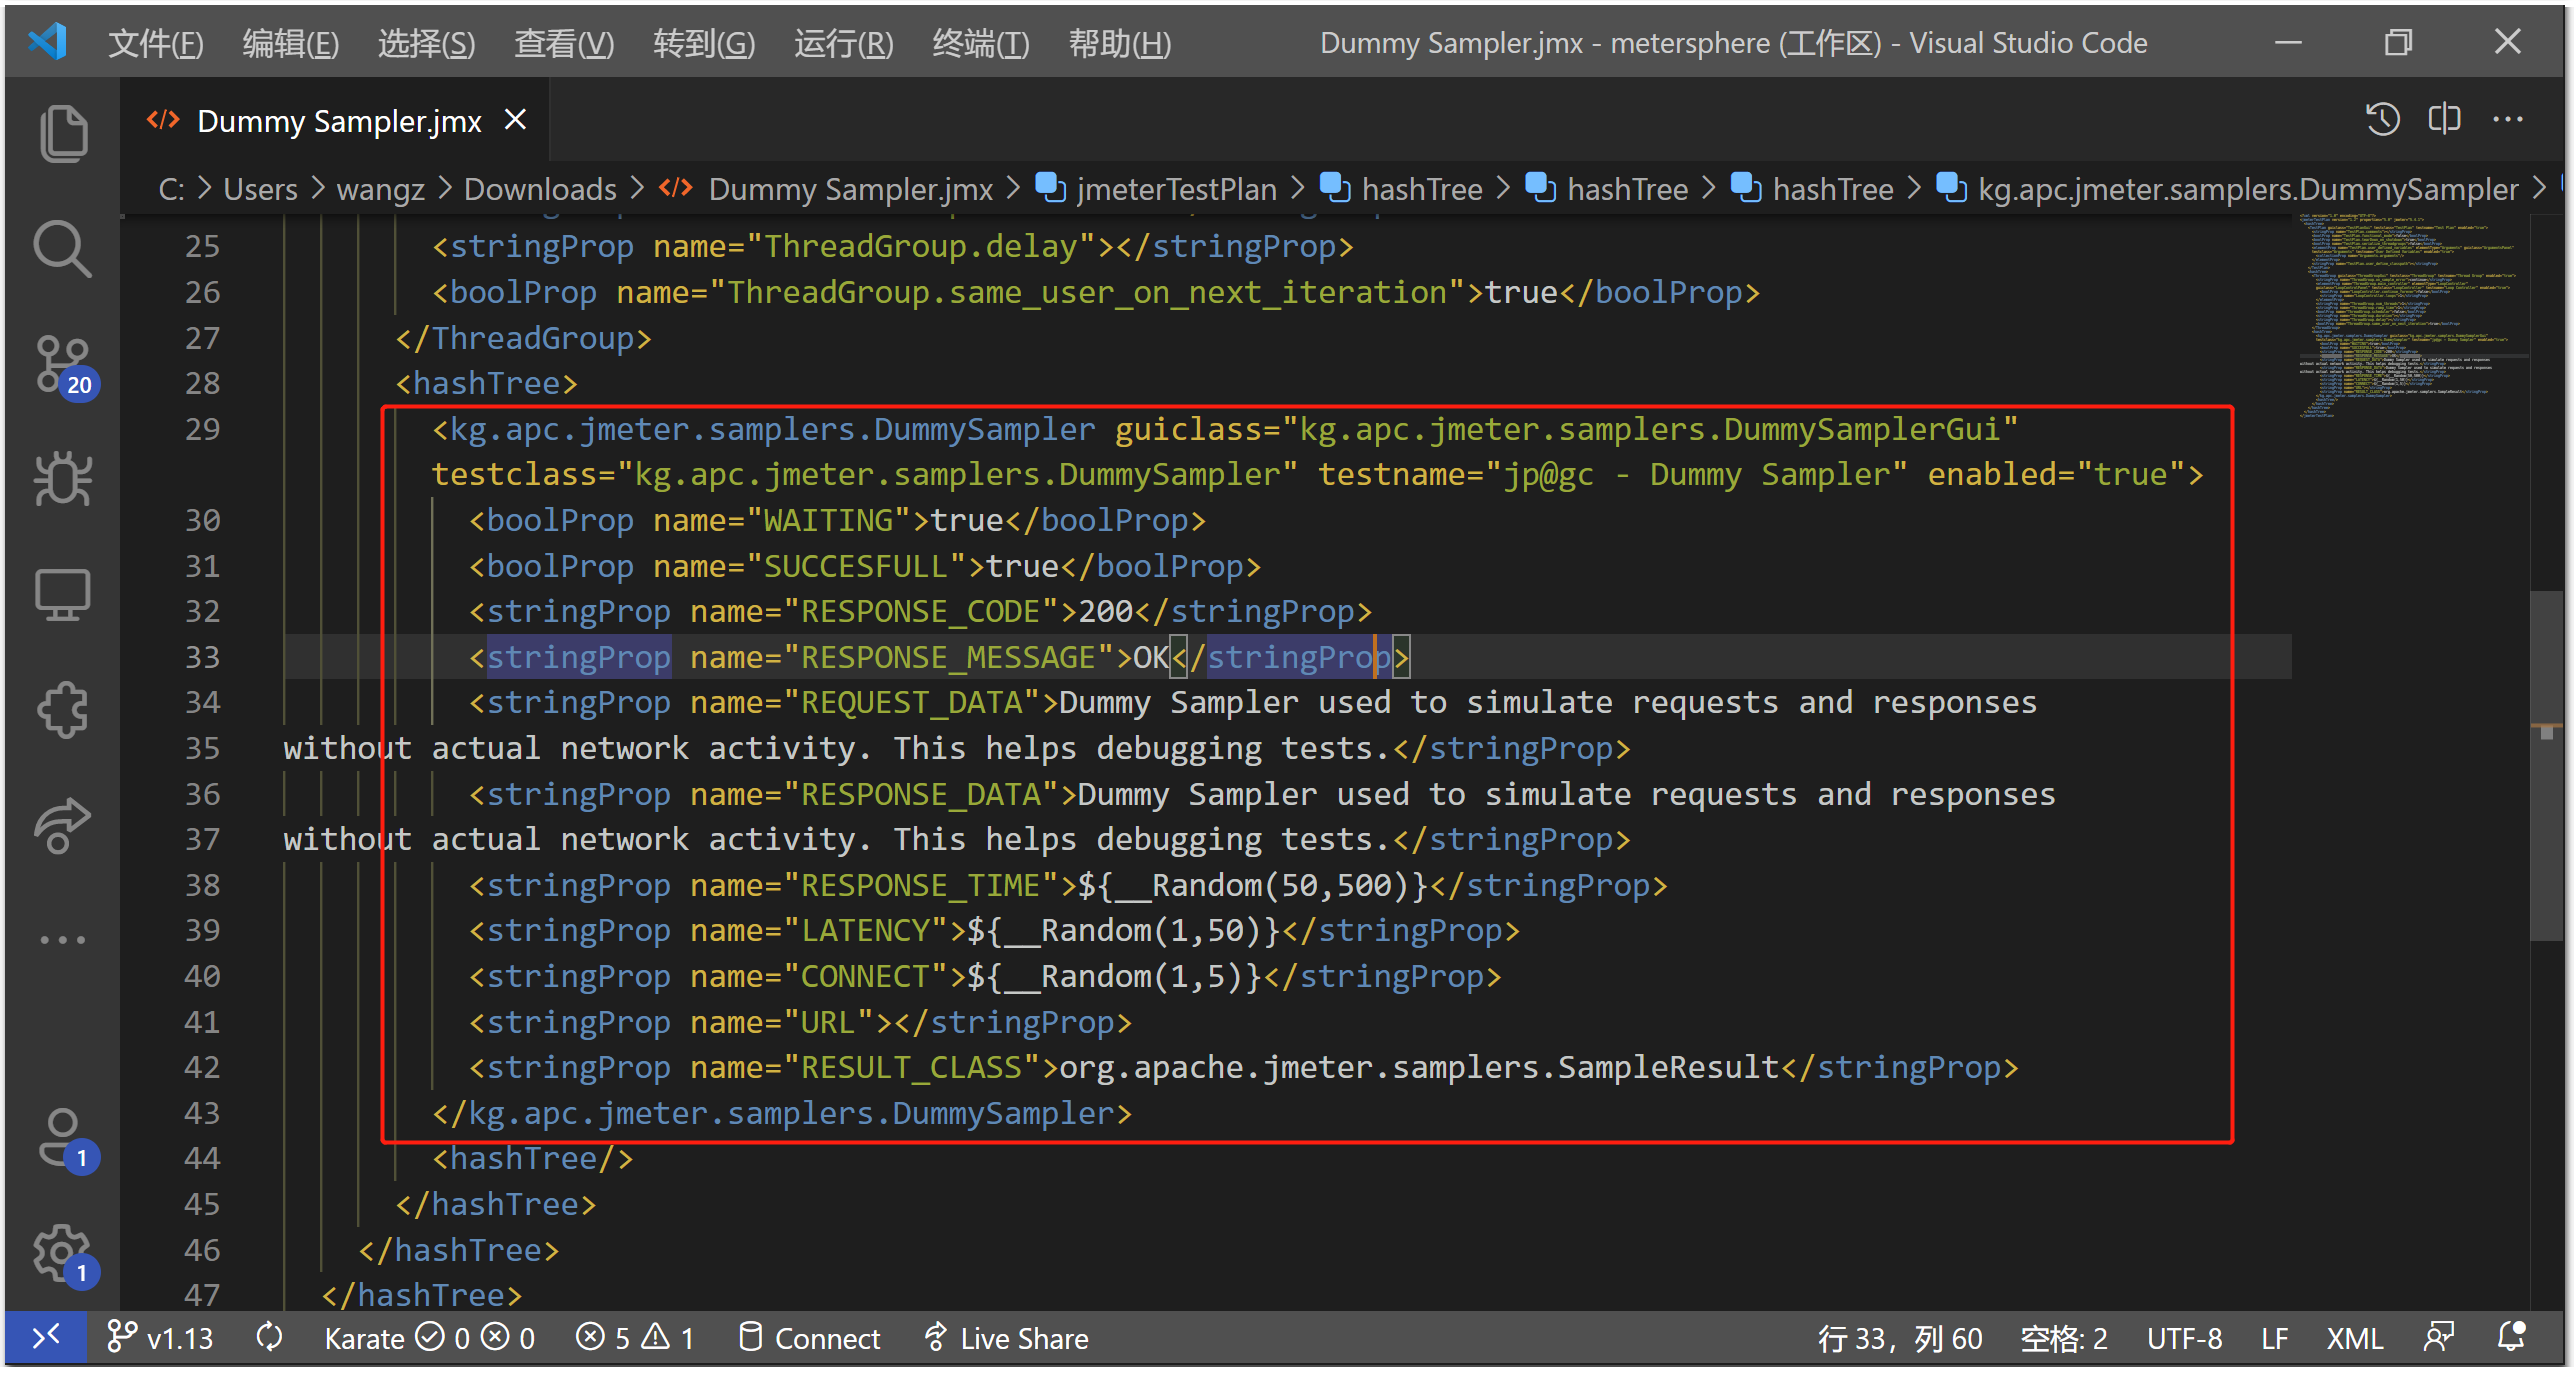 文件(F) 编辑(E) 选择(S) 查看(V) 转到(G) 运行(R) 终端(T) 帮助(H) Dummy Sampler.jmx - metersphere (工作区) - Visual Studio Code
Dummy Sampler.jmx
C: > Users > wangz > Downloads > Dummy Sampler.jmx > jmeterTestPlan > hashTree > hashTree > hashTree > kg.apc.jmeter.samplers.DummySampler >
25 <stringProp name="ThreadGroup.delay"></stringProp>
26 <boolProp name="ThreadGroup.same_user_on_next_iteration">true</boolProp>
27 </ThreadGroup>
28 <hashTree>
29 <kg.apc.jmeter.samplers.DummySampler guiclass="kg.apc.jmeter.samplers.DummySamplerGui"
testclass="kg.apc.jmeter.samplers.DummySampler" testname="jp@gc - Dummy Sampler" enabled="true">
30 <boolProp name="WAITING">true</boolProp>
31 <boolProp name="SUCCESFULL">true</boolProp>
32 <stringProp name="RESPONSE_CODE">200</stringProp>
33 <stringProp name="RESPONSE_MESSAGE">OK</stringProp>
34 <stringProp name="REQUEST_DATA">Dummy Sampler used to simulate requests and responses
35 without actual network activity. This helps debugging tests.</stringProp>
36 <stringProp name="RESPONSE_DATA">Dummy Sampler used to simulate requests and responses
37 without actual network activity. This helps debugging tests.</stringProp>
38 <stringProp name="RESPONSE_TIME">${__Random(50,500)}</stringProp>
39 <stringProp name="LATENCY">${__Random(1,50)}</stringProp>
40 <stringProp name="CONNECT">${__Random(1,5)}</stringProp>
41 <stringProp name="URL"></stringProp>
42 <stringProp name="RESULT_CLASS">org.apache.jmeter.samplers.SampleResult</stringProp>
43 </kg.apc.jmeter.samplers.DummySampler>
44 <hashTree/>
45 </hashTree>
46 </hashTree>
47 </hashTree>
20
1
1
v1.13 Karate 0 0 5 1 Connect Live Share 行 33，列 60 空格: 2 UTF-8 LF XML